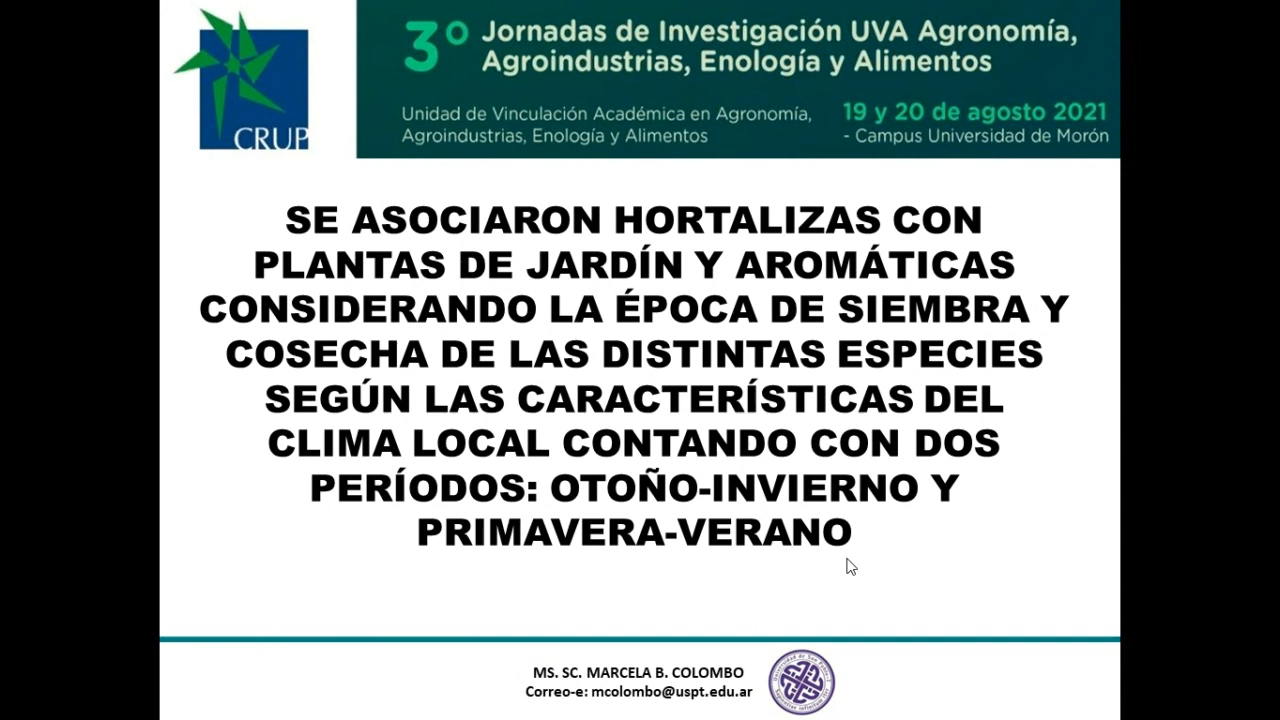 CRUP
3° Jornadas de Investigación UVA Agronomía,
Agroindustrias, Enología y Alimentos
Unidad de Vinculación Académica en Agronomía,
Agroindustrias, Enología y Alimentos
19 y 20 de agosto 2021
- Campus Universidad de Morón
SE ASOCIARON HORTALIZAS CON
PLANTAS DE JARDÍN Y AROMÁTICAS
CONSIDERANDO LA ÉPOCA DE SIEMBRA Y
COSECHA DE LAS DISTINTAS ESPECIES
SEGÚN LAS CARACTERÍSTICAS DEL
CLIMA LOCAL CONTANDO CON DOS
PERÍODOS: OTOÑO-INVIERNO Y
PRIMAVERA-VERANO
MS. SC. MARCELA B. COLOMBO
Correo-e: mcolombo@uspt.edu.ar